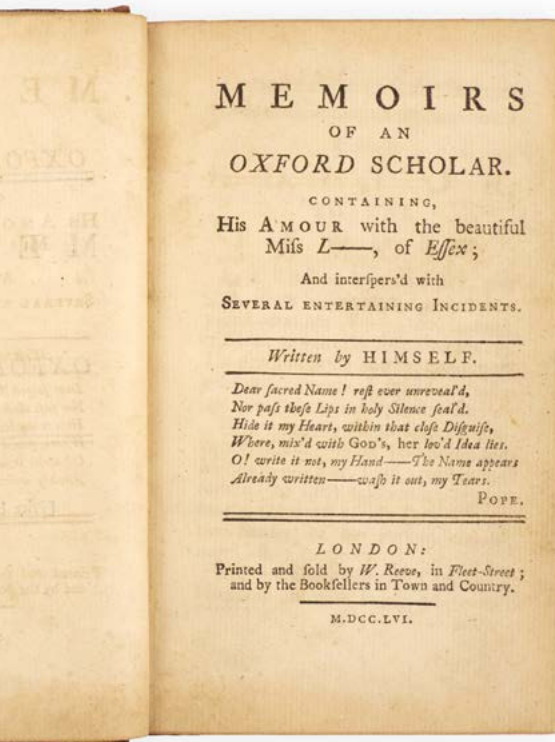 MEMOIRS
OF AN
OXFORD SCHOLAR.
CONTAINING,
His AMOUR with the beautiful
Miſs L——, of Eſſex;
And interſpers'd with
SEVERAL ENTERTAINING INCIDENTS.
Written by HIMSELF.
Dear ſacred Name! reſt ever unreveal'd,
Nor paſs theſe Lips in holy Silence ſeal'd.
Hide it my Heart, within that cloſe Diſguiſe,
Where, mix'd with GOD's, her lov'd Idea lies.
O! write it not, my Hand——The Name appears
Already written——waſh it out, my Tears.
POPE.
LONDON:
Printed and ſold by W. Reeve, in Fleet-Street;
and by the Bookſellers in Town and Country.
M.DCC.LVI.